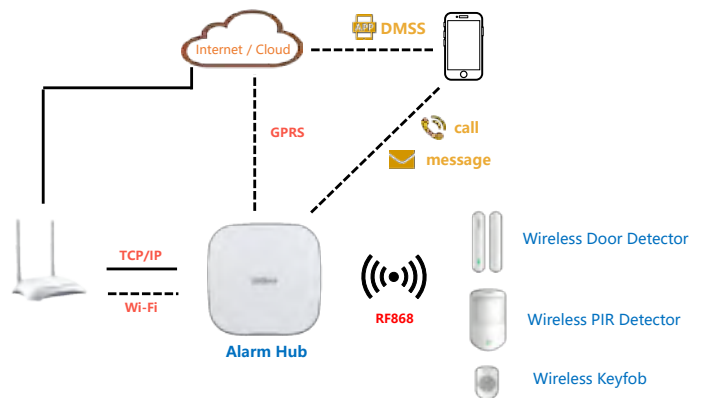 Internet / Cloud
APP DMSS
GPRS
call
message
TCP/IP
Wi-Fi
Alarm Hub
RF868
Wireless Door Detector
Wireless PIR Detector
Wireless Keyfob